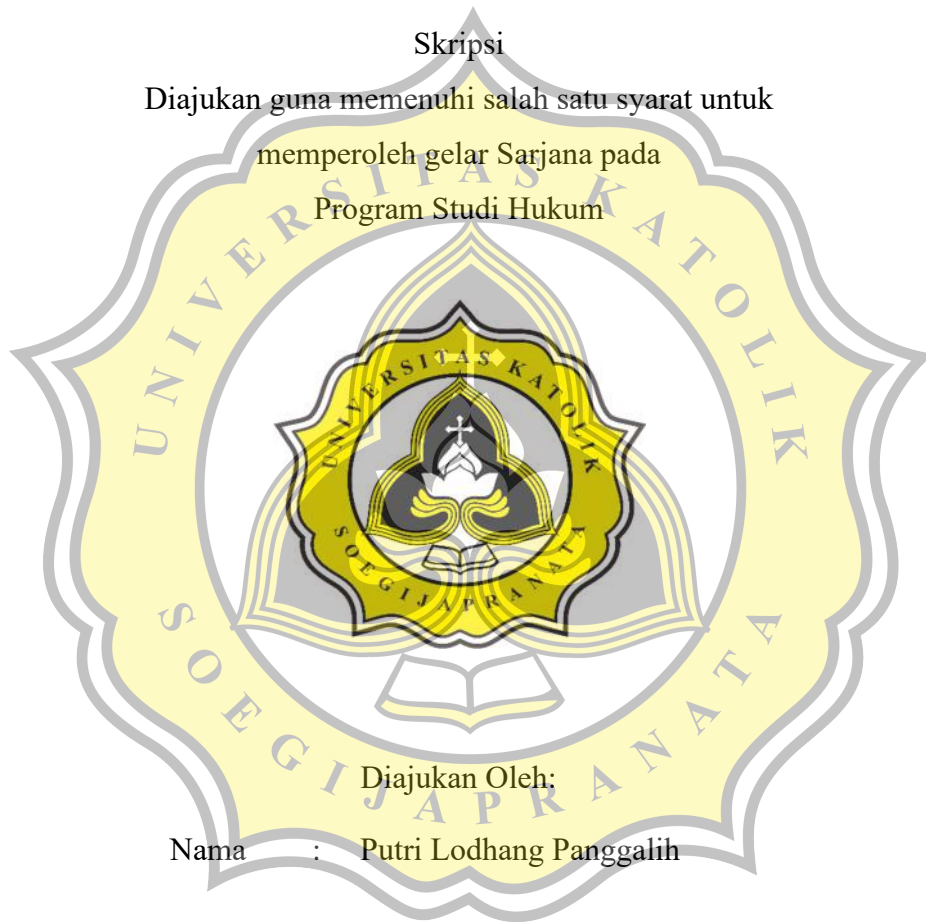 Skripsi
Diajukan guna memenuhi salah satu syarat untuk
memperoleh gelar Sarjana pada
Program Studi Hukum
UNIVERSITAS KATOLIK
SOEGIJAPRANATA
UNIVERSITAS KATOLIK
SOEGIJAPRANATA
Diajukan Oleh:
Nama : Putri Lodhang Panggalih